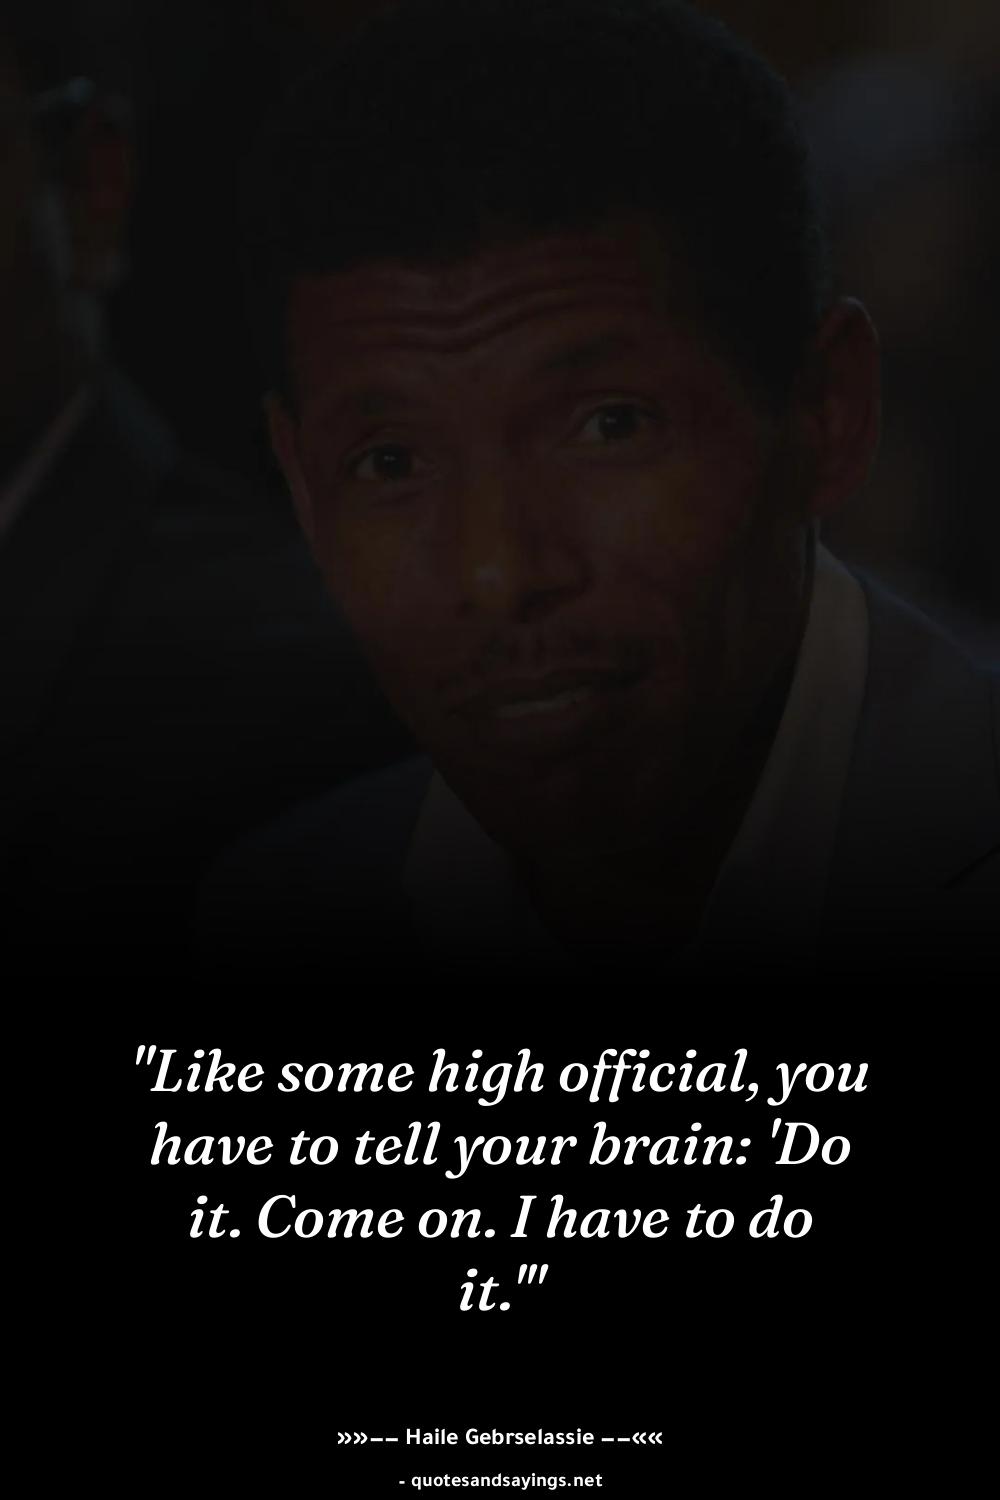 "Like some high official, you
have to tell your brain: 'Do
it. Come on. I have to do
it.'"
»»−− Haile Gebrselassie −−««
- quotesandsayings.net